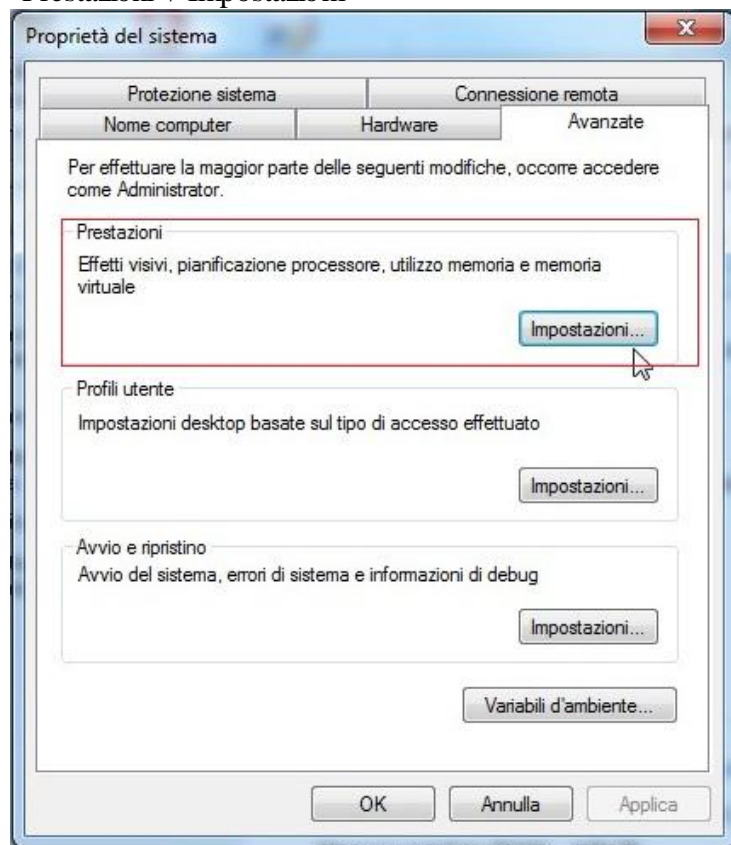 Proprietà del sistema
Protezione sistema
Connessione remota
Nome computer
Hardware
Avanzate
Per effettuare la maggior parte delle seguenti modifiche, occorre accedere
come Administrator.
Prestazioni
Effetti visivi, pianificazione processore, utilizzo memoria e memoria
virtuale
Impostazioni...
Profili utente
Impostazioni desktop basate sul tipo di accesso effettuato
Impostazioni...
Avvio e ripristino
Avvio del sistema, errori di sistema e informazioni di debug
Impostazioni...
Variabili d'ambiente...
OK
Annulla
Applica